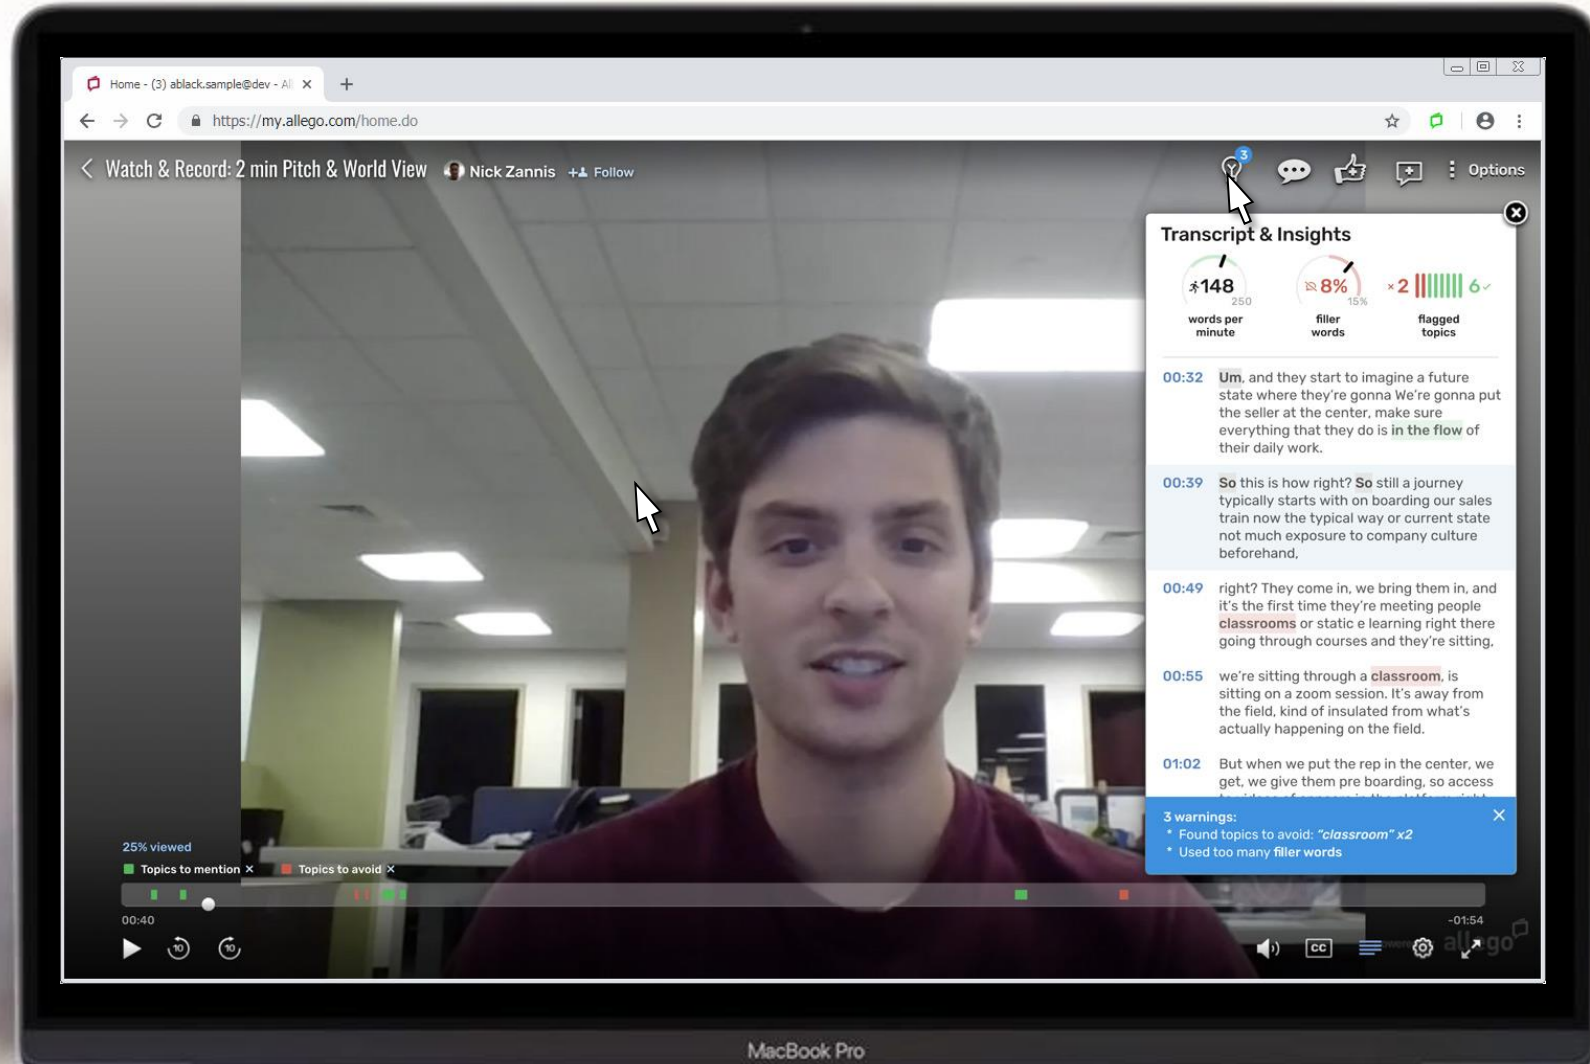 Home - (3) ablack.sample@dev - Al
https://my.allego.com/home.do
Watch & Record: 2 min Pitch & World View Nick Zannis Follow
3
Options
Transcript & Insights
148
250
words per
minute
8%
15%
filler
words
2 6
flagged
topics
00:32 Um, and they start to imagine a future
state where they're gonna We're gonna put
the seller at the center, make sure
everything that they do is in the flow of
their daily work.
00:39 So this is how right? So still a journey
typically starts with on boarding our sales
train now the typical way or current state
not much exposure to company culture
beforehand,
00:49 right? They come in, we bring them in, and
it's the first time they're meeting people
classrooms or static e learning right there
going through courses and they're sitting,
00:55 we're sitting through a classroom, is
sitting on a zoom session. It's away from
the field, kind of insulated from what's
actually happening on the field.
01:02 But when we put the rep in the center, we
get, we give them pre boarding, so access
3 warnings:
* Found topics to avoid: "classroom" x2
* Used too many filler words
25% viewed
Topics to mention × Topics to avoid ×
00:40 -01:54
10 10
CC
allego
MacBook Pro